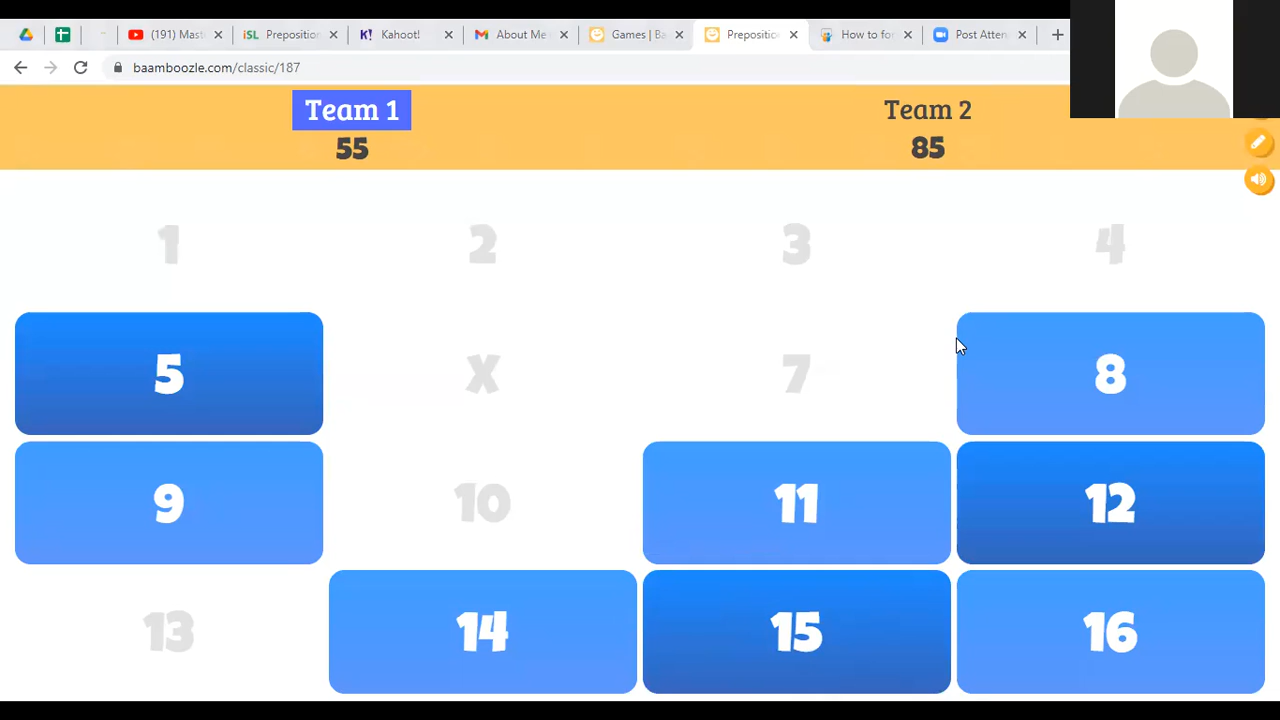 (191) Mast
iSL Preposition
K! Kahoot!
About Me
Games | Ba
Prepositio
How to for
Post Atten
baamboozle.com/classic/187
Team 1
Team 2
55
85
1 2 3 4
5 X 7 8
9 10 11 12
13 14 15 16